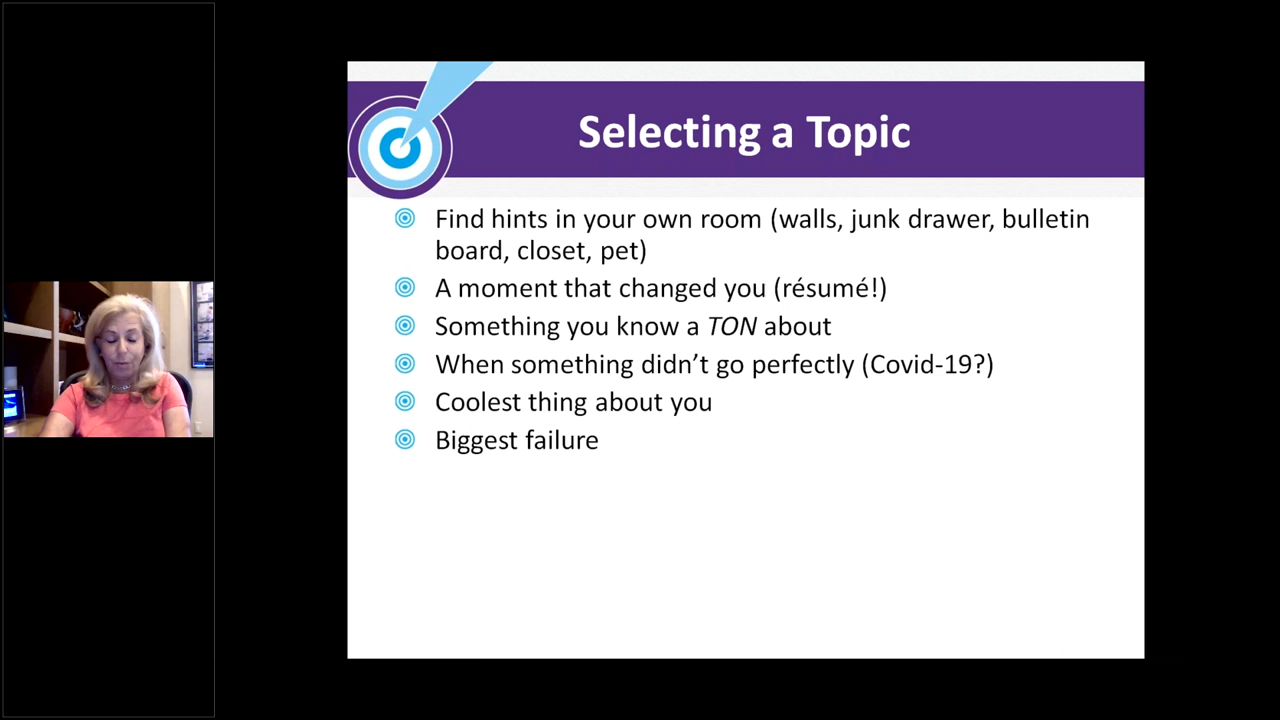 Selecting a Topic
Find hints in your own room (walls, junk drawer, bulletin
board, closet, pet)
A moment that changed you (résumé!)
Something you know a TON about
When something didn’t go perfectly (Covid-19?)
Coolest thing about you
Biggest failure